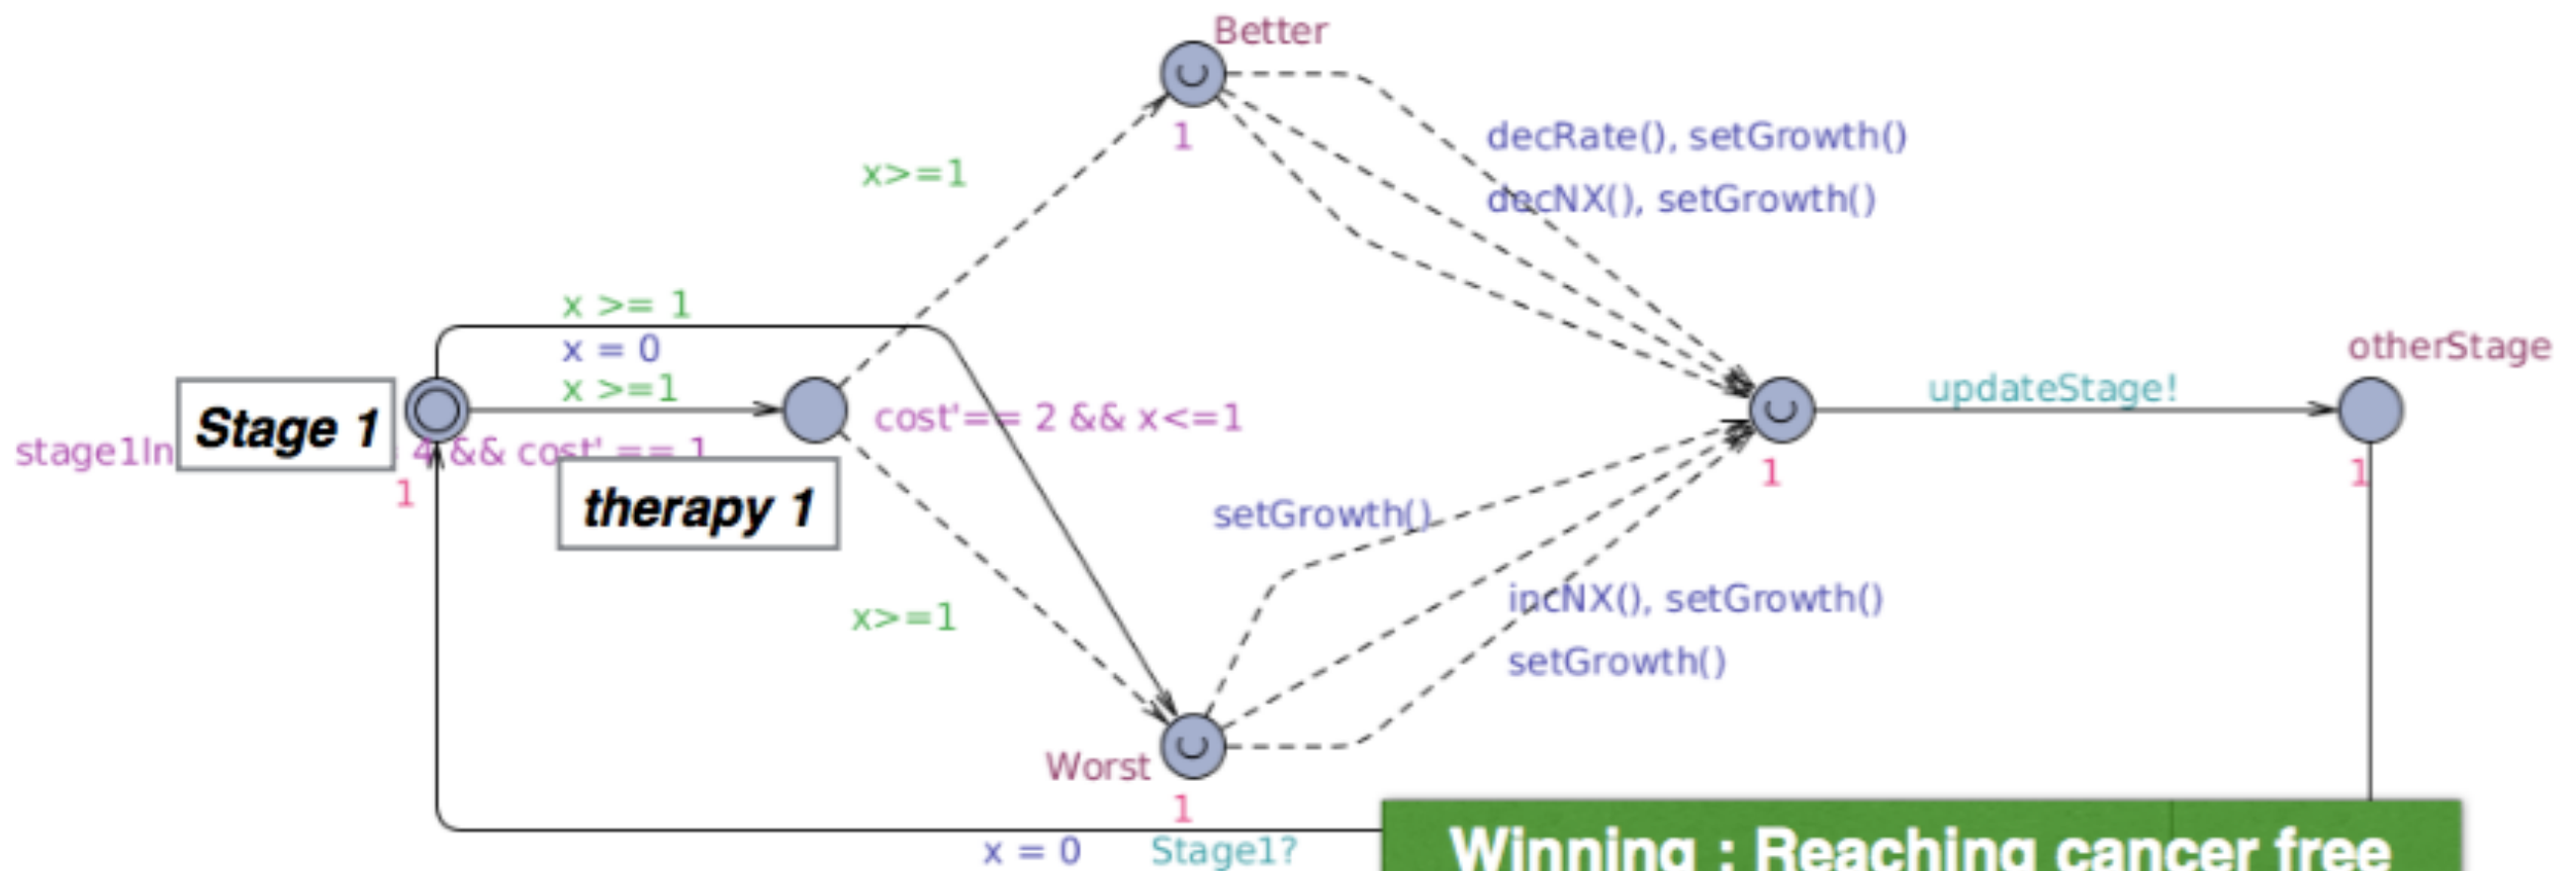 Better
1
decRate(), setGrowth()
decNX(), setGrowth()
x>=1
x >= 1
x = 0
x >=1
Stage 1
stage1In 4 && cost' == 1
1
therapy 1
cost'== 2 && x<=1
otherStage
updateStage!
1
1
setGrowth()
incNX(), setGrowth()
setGrowth()
x>=1
Worst
1
x = 0 Stage1?
Winning : Reaching cancer free